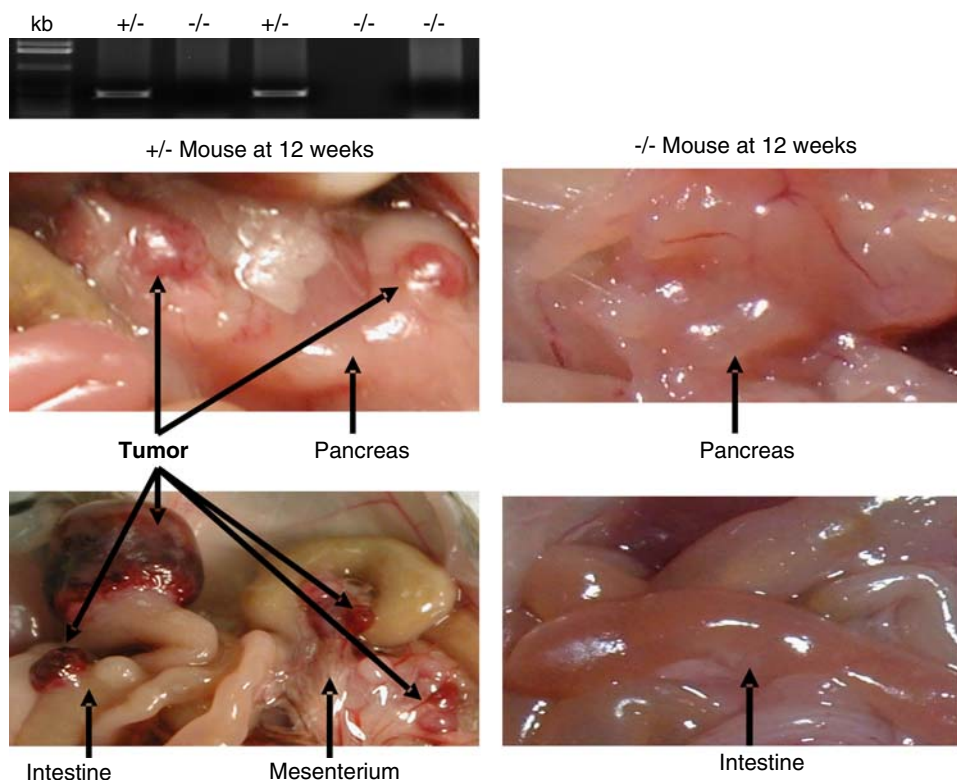 kb +/- -/- +/- -/- -/-
+/- Mouse at 12 weeks
-/- Mouse at 12 weeks
Tumor
Pancreas
Pancreas
Intestine
Mesenterium
Intestine